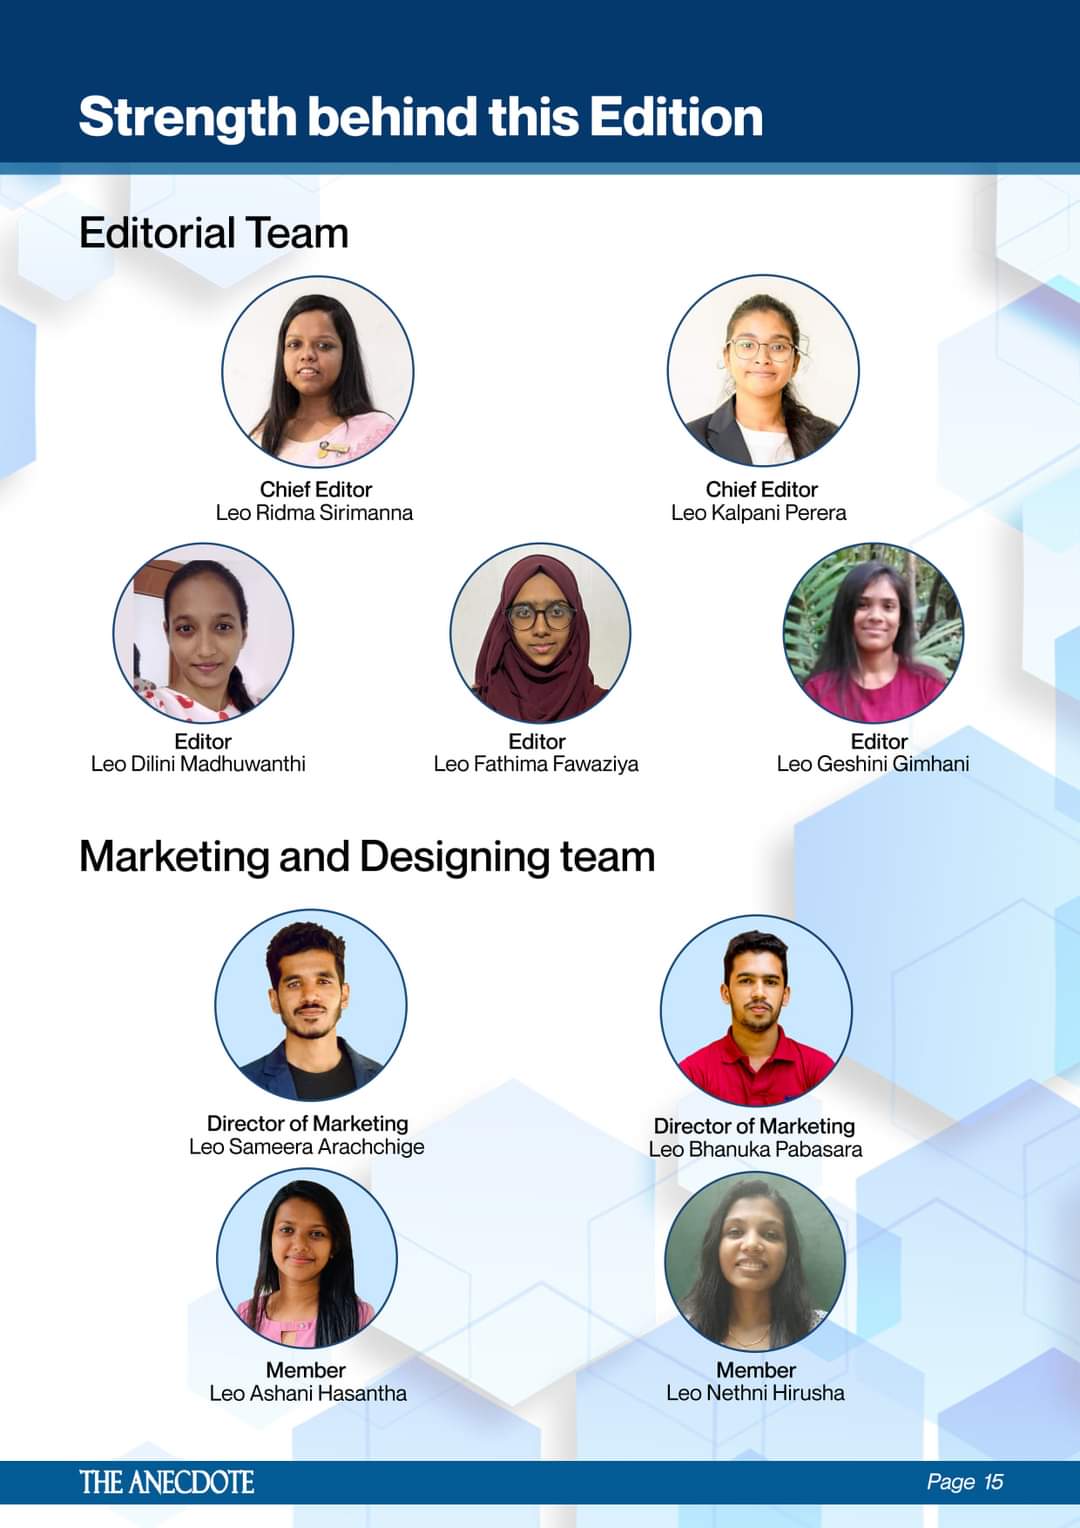 Strength behind this Edition
Editorial Team
Chief Editor
Leo Ridma Sirimanna
Chief Editor
Leo Kalpani Perera
Editor
Leo Dilini Madhuwanthi
Editor
Leo Fathima Fawaziya
Editor
Leo Geshini Gimhani
Marketing and Designing team
Director of Marketing
Leo Sameera Arachchige
Director of Marketing
Leo Bhanuka Pabasara
Member
Leo Ashani Hasantha
Member
Leo Nethni Hirusha
THE ANECDOTE
Page 15